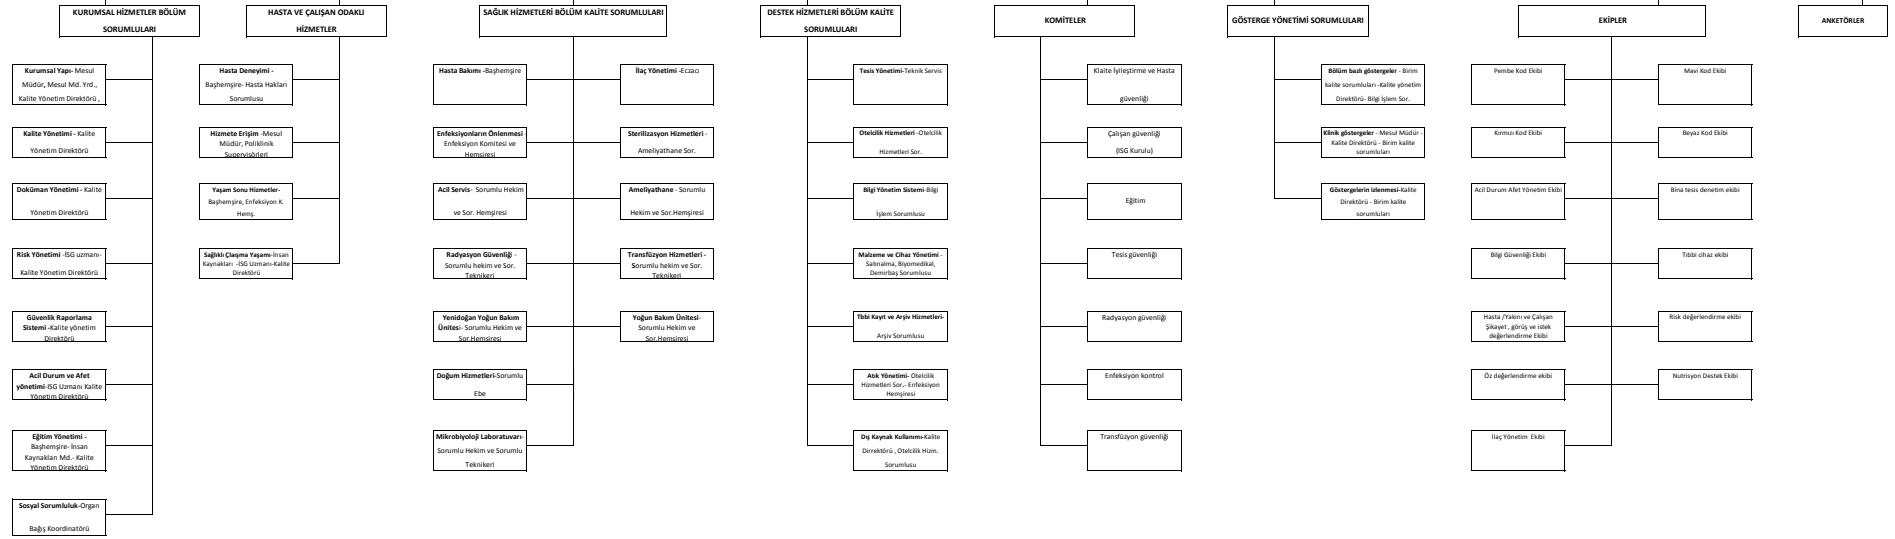 KURUMSAL HİZMETLER BÖLÜM
SORUMLULARI
Kurumsal Yapı- Mesul
Müdür, Mesul Md. Yrd.,
Kalite Yönetim Direktörü ,
Kalite Yönetimi - Kalite
Yönetim Direktörü
Doküman Yönetimi - Kalite
Yönetim Direktörü
Risk Yönetimi -İSG uzmanı-
Kalite Yönetim Direktörü
Güvenlik Raporlama
Sistemi -Kalite yönetim
Direktörü
Acil Durum ve Afet
yönetimi-ISG Uzmanı Kalite
Yönetim Direktörü
Eğitim Yönetimi -
Başhemşire- İnsan
Kaynakları Md.- Kalite
Yönetim Direktörü
Sosyal Sorumluluk-Organ
Bağış Koordinatörü
HASTA VE ÇALIŞAN ODAKLI
HİZMETLER
Hasta Deneyimi -
Başhemşire- Hasta Hakları
Sorumlusu
Hizmete Erişim -Mesul
Müdür, Poliklinik
Supervisörleri
Yaşam Sonu Hizmetler-
Başhemşire, Enfeksiyon K.
Hemş.
Sağlıklı Çlaışma Yaşamı-İnsan
Kaynakları -İSG Uzmanı-Kalite
Direktörü
SAĞLIK HİZMETLERİ BÖLÜM KALİTE SORUMLULARI
Hasta Bakımı -Başhemşire
Enfeksiyonların Önlenmesi -
Enfeksiyon Komitesi ve
Hemşiresi
Acil Servis- Sorumlu Hekim
ve Sor. Hemşiresi
Radyasyon Güvenliği -
Sorumlu hekim ve Sor.
Teknikeri
Yenidoğan Yoğun Bakım
Ünitesi- Sorumlu Hekim ve
Sor.Hemşiresi
Doğum Hizmetleri-Sorumlu
Ebe
Mikrobiyoloji Laboratuvarı-
Sorumlu Hekim ve Sorumlu
Teknikeri
İlaç Yönetimi -Eczacı
Sterilizasyon Hizmetleri -
Ameliyathane Sor.
Ameliyathane - Sorumlu
Hekim ve Sor.Hemşiresi
Transfüzyon Hizmetleri -
Sorumlu hekim ve Sor.
Teknikeri
Yoğun Bakım Ünitesi-
Sorumlu Hekim ve
Sor.Hemşiresi
DESTEK HİZMETLERİ BÖLÜM KALİTE
SORUMLULARI
Tesis Yönetimi-Teknik Servis
Otelcilik Hizmetleri -Otelcilik
Hizmetleri Sor.
Bilgi Yönetim Sistemi-Bilgi
İşlem Sorumlusu
Malzeme ve Cihaz Yönetimi -
Satınalma, Biyomedikal,
Demirbaş Sorumlusu
Tbbi Kayıt ve Arşiv Hizmetleri-
Arşiv Sorumlusu
Atık Yönetimi- Otelcilik
Hizmetleri Sor.- Enfeksiyon
Hemşiresi
Dış Kaynak Kullanımı-Kalite
Dirrektörü , Otelcilik Hizm.
Sorumlusu
KOMİTELER
Klaite İyileştirme ve Hasta
güvenliği
Çalışan güvenliği
(ISG Kurulu)
Eğitim
Tesis güvenliği
Radyasyon güvenliği
Enfeksiyon kontrol
Transfüzyon güvenliği
GÖSTERGE YÖNETİMİ SORUMLULARI
Bölüm bazlı göstergeler - Birim
kalite sorumluları -Kalite yönetim
Direktörü- Bilgi İşlem Sor.
Klinik göstergeler - Mesul Müdür -
Kalite Direktörü - Birim kalite
sorumluları
Göstergelerin izlenmesi-Kalite
Direktörü - Birim kalite
sorumluları
EKİPLER
Pembe Kod Ekibi
Kırmızı Kod Ekibi
Acil Durum Afet Yönetim Ekibi
Bilgi Güvenliği Ekibi
Hasta /Yakını ve Çalışan
Şikayet , görüş ve istek
değerlendirme Ekibi
Öz değerlendirme ekibi
İlaç Yönetim Ekibi
Mavi Kod Ekibi
Beyaz Kod Ekibi
Bina tesis denetim ekibi
Tıbbi cihaz ekibi
Risk değerlendirme ekibi
Nutrisyon Destek Ekibi
ANKETÖRLER